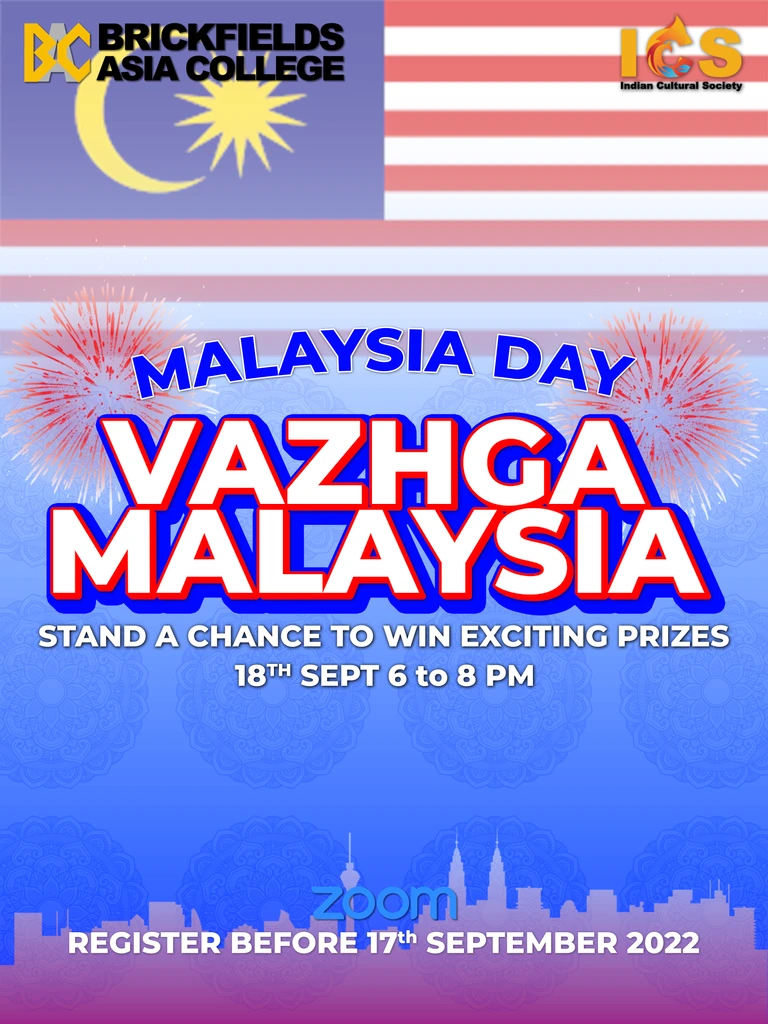 BAC
BRICKFIELDS
ASIA COLLEGE
ICS
Indian Cultural Society
MALAYSIA DAY
VAZHGA
MALAYSIA
STAND A CHANCE TO WIN EXCITING PRIZES
18TH SEPT 6 to 8 PM
zoom
REGISTER BEFORE 17th SEPTEMBER 2022